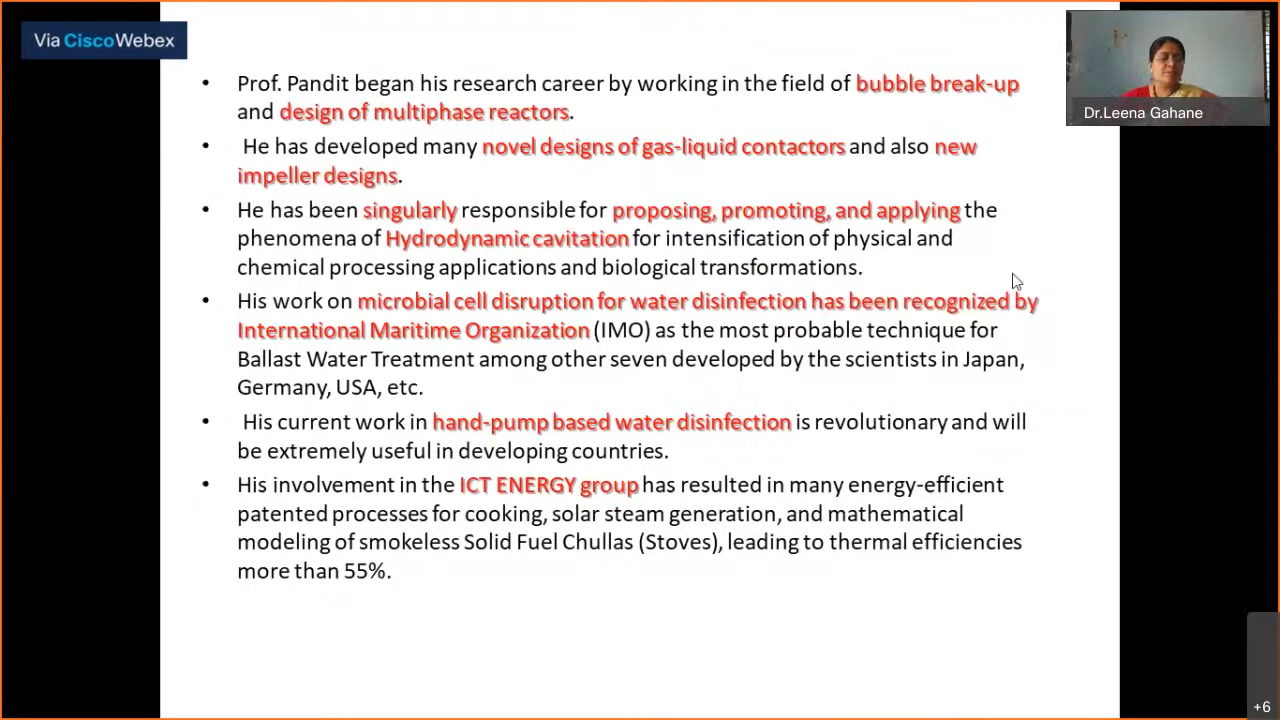 Via CiscoWebex
Dr.Leena Gahane
• Prof. Pandit began his research career by working in the field of bubble break-up
and design of multiphase reactors.
• He has developed many novel designs of gas-liquid contactors and also new
impeller designs.
• He has been singularly responsible for proposing, promoting, and applying the
phenomena of Hydrodynamic cavitation for intensification of physical and
chemical processing applications and biological transformations.
• His work on microbial cell disruption for water disinfection has been recognized by
International Maritime Organization (IMO) as the most probable technique for
Ballast Water Treatment among other seven developed by the scientists in Japan,
Germany, USA, etc.
• His current work in hand-pump based water disinfection is revolutionary and will
be extremely useful in developing countries.
• His involvement in the ICT ENERGY group has resulted in many energy-efficient
patented processes for cooking, solar steam generation, and mathematical
modeling of smokeless Solid Fuel Chullas (Stoves), leading to thermal efficiencies
more than 55%.
+6